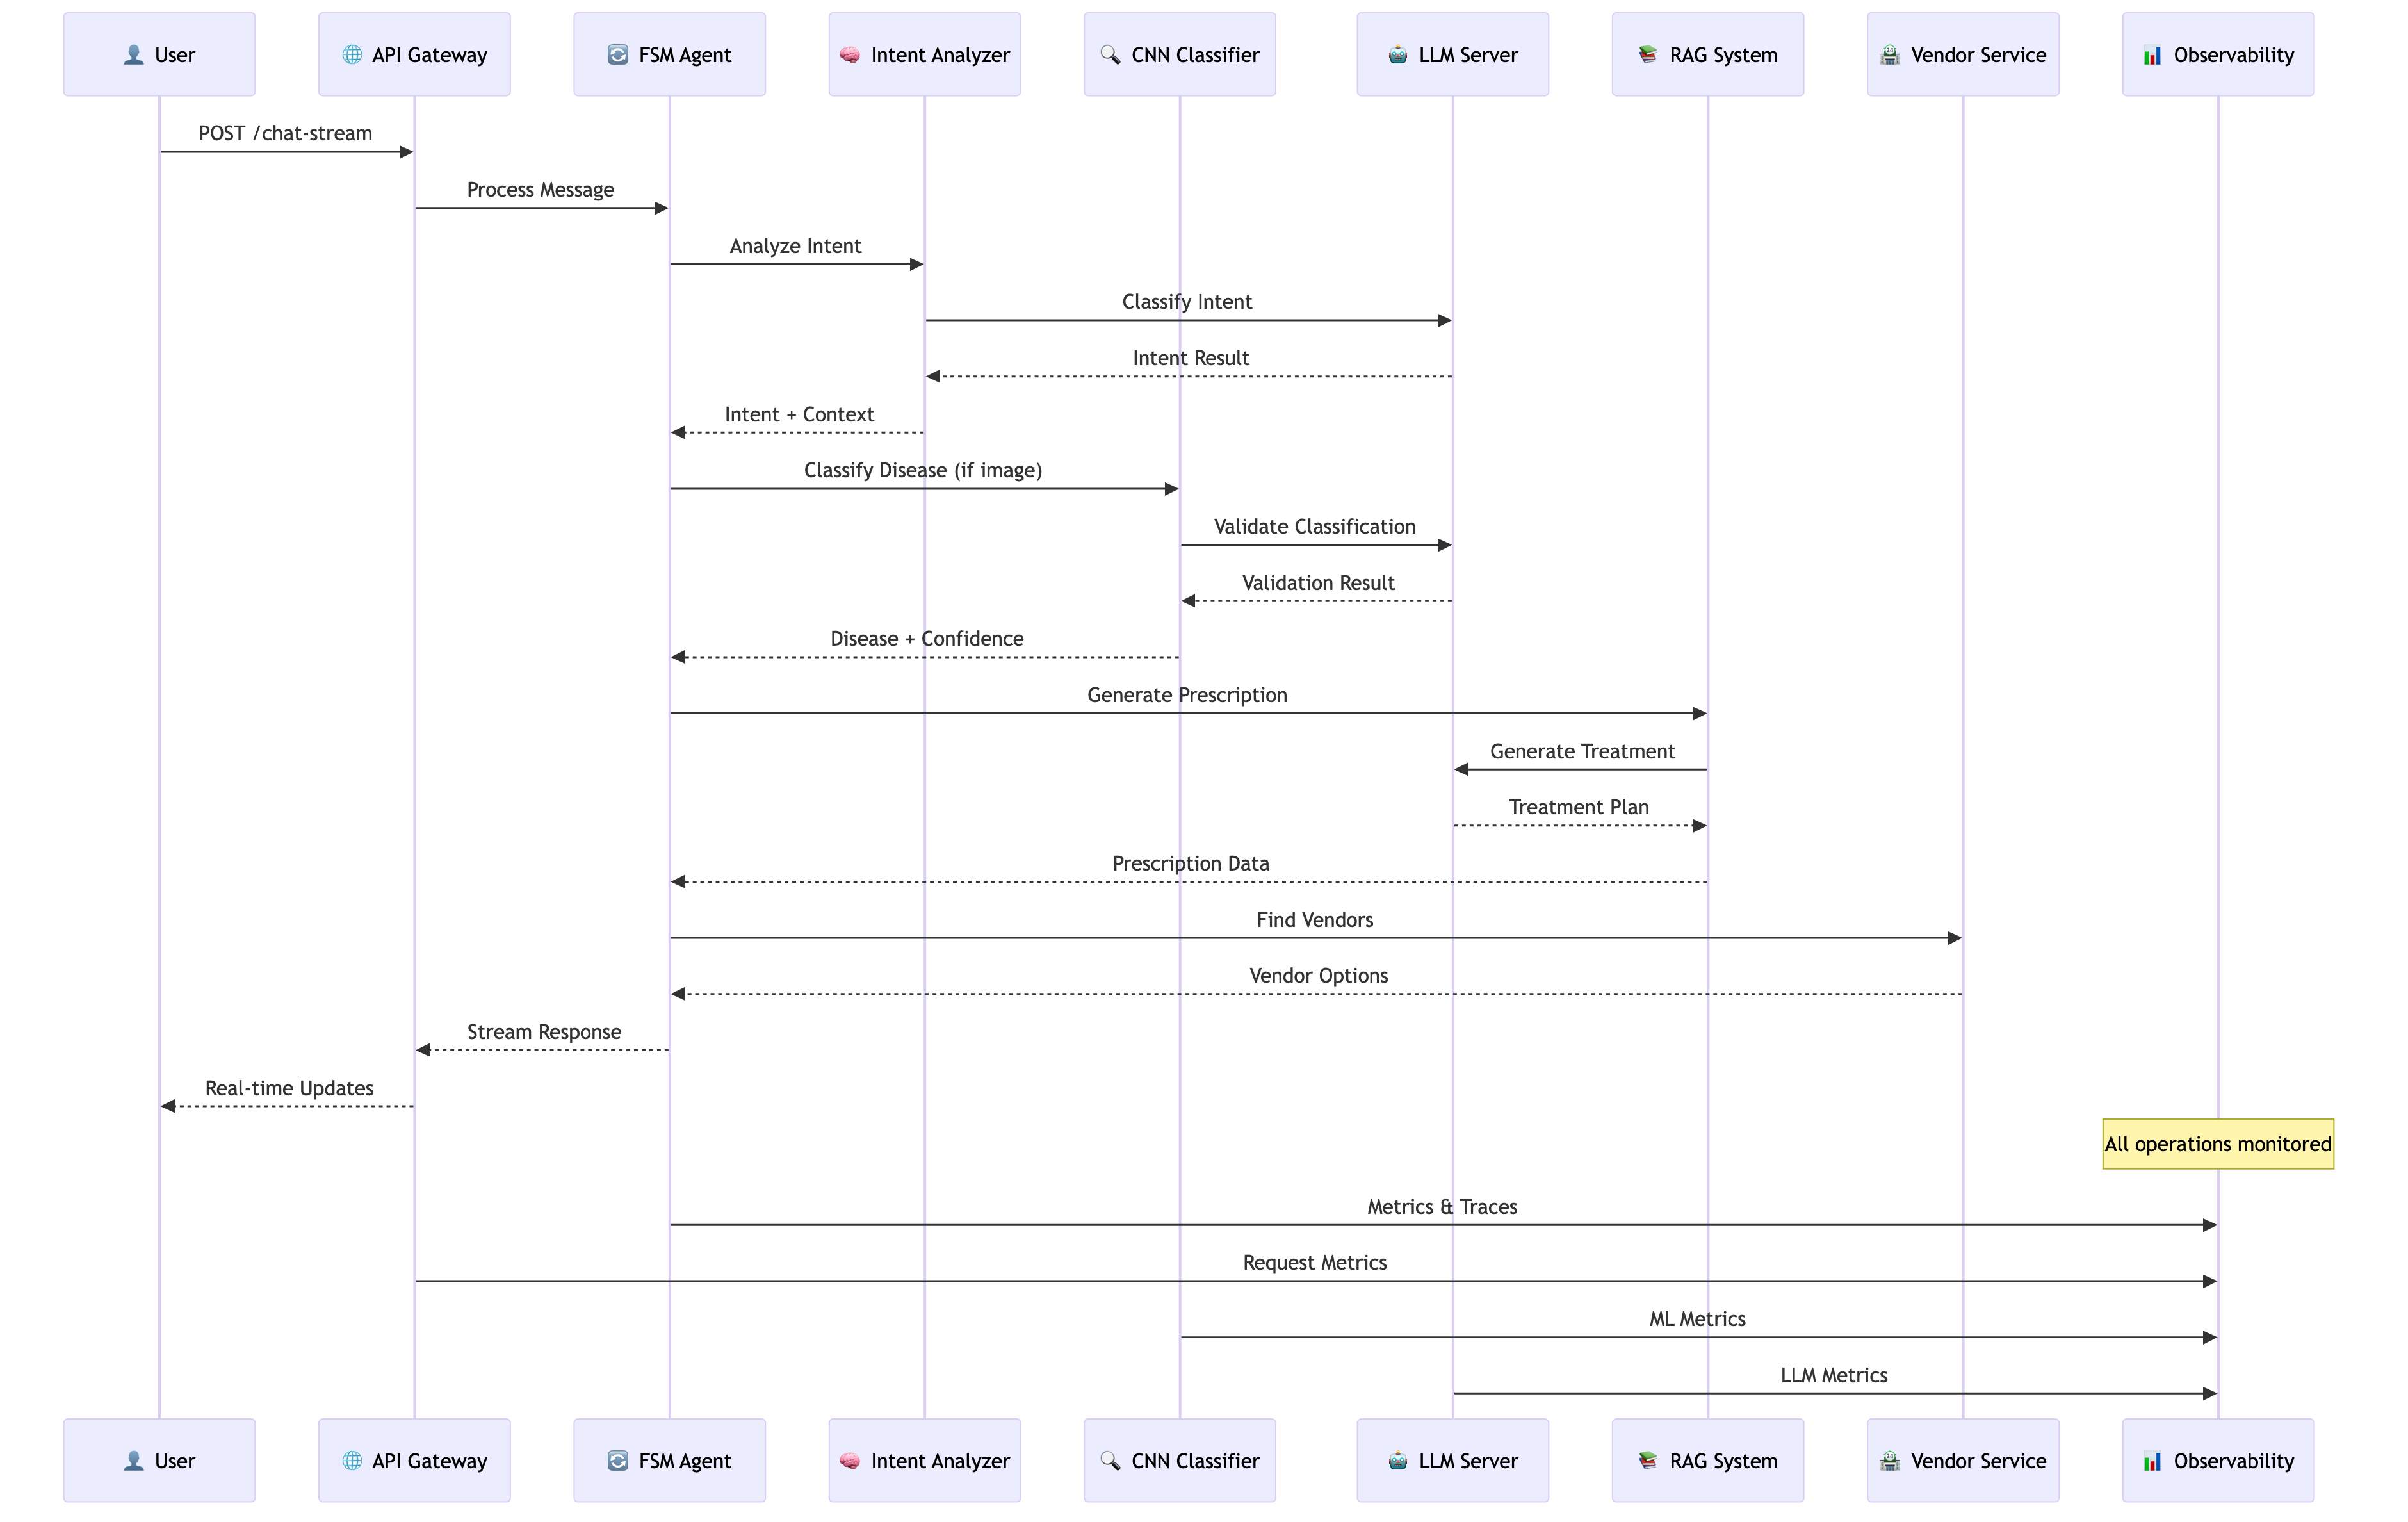 User
API Gateway
FSM Agent
Intent Analyzer
CNN Classifier
LLM Server
RAG System
Vendor Service
Observability
POST /chat-stream
Process Message
Analyze Intent
Classify Intent
Intent Result
Intent + Context
Classify Disease (if image)
Validate Classification
Validation Result
Disease + Confidence
Generate Prescription
Generate Treatment
Treatment Plan
Prescription Data
Find Vendors
Vendor Options
Stream Response
Real-time Updates
All operations monitored
Metrics & Traces
Request Metrics
ML Metrics
LLM Metrics
User
API Gateway
FSM Agent
Intent Analyzer
CNN Classifier
LLM Server
RAG System
Vendor Service
Observability